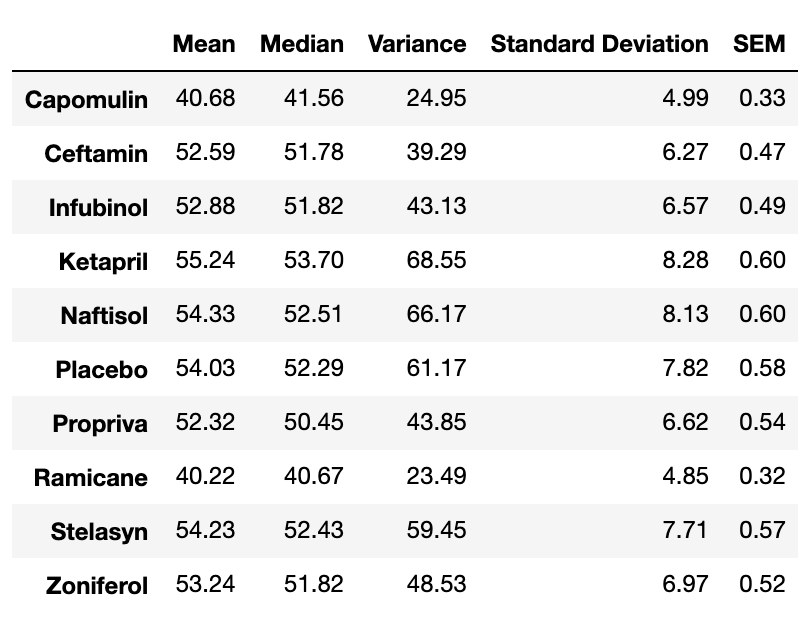 Mean Median Variance Standard Deviation SEM
Capomulin 40.68 41.56 24.95 4.99 0.33
Ceftamin 52.59 51.78 39.29 6.27 0.47
Infubinol 52.88 51.82 43.13 6.57 0.49
Ketapril 55.24 53.70 68.55 8.28 0.60
Naftisol 54.33 52.51 66.17 8.13 0.60
Placebo 54.03 52.29 61.17 7.82 0.58
Propriva 52.32 50.45 43.85 6.62 0.54
Ramicane 40.22 40.67 23.49 4.85 0.32
Stelasyn 54.23 52.43 59.45 7.71 0.57
Zoniferol 53.24 51.82 48.53 6.97 0.52